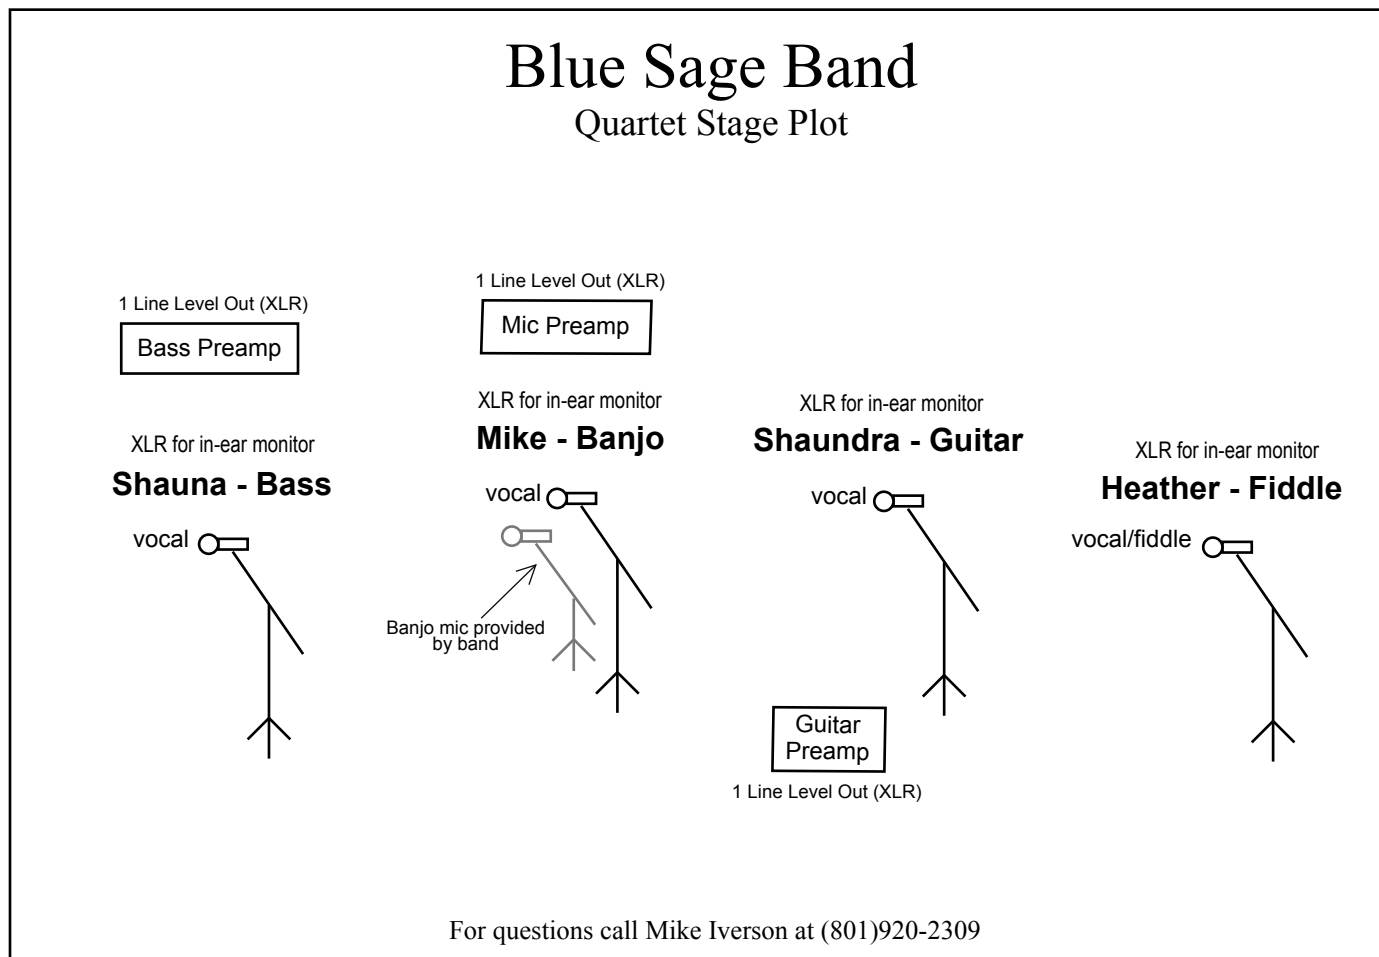 Blue Sage Band
Quartet Stage Plot
1 Line Level Out (XLR)
Bass Preamp
XLR for in-ear monitor
Shauna - Bass
vocal
1 Line Level Out (XLR)
Mic Preamp
XLR for in-ear monitor
Mike - Banjo
vocal
Banjo mic provided
by band
XLR for in-ear monitor
Shaundra - Guitar
vocal
Guitar
Preamp
1 Line Level Out (XLR)
XLR for in-ear monitor
Heather - Fiddle
vocal/fiddle
For questions call Mike Iverson at (801)920-2309